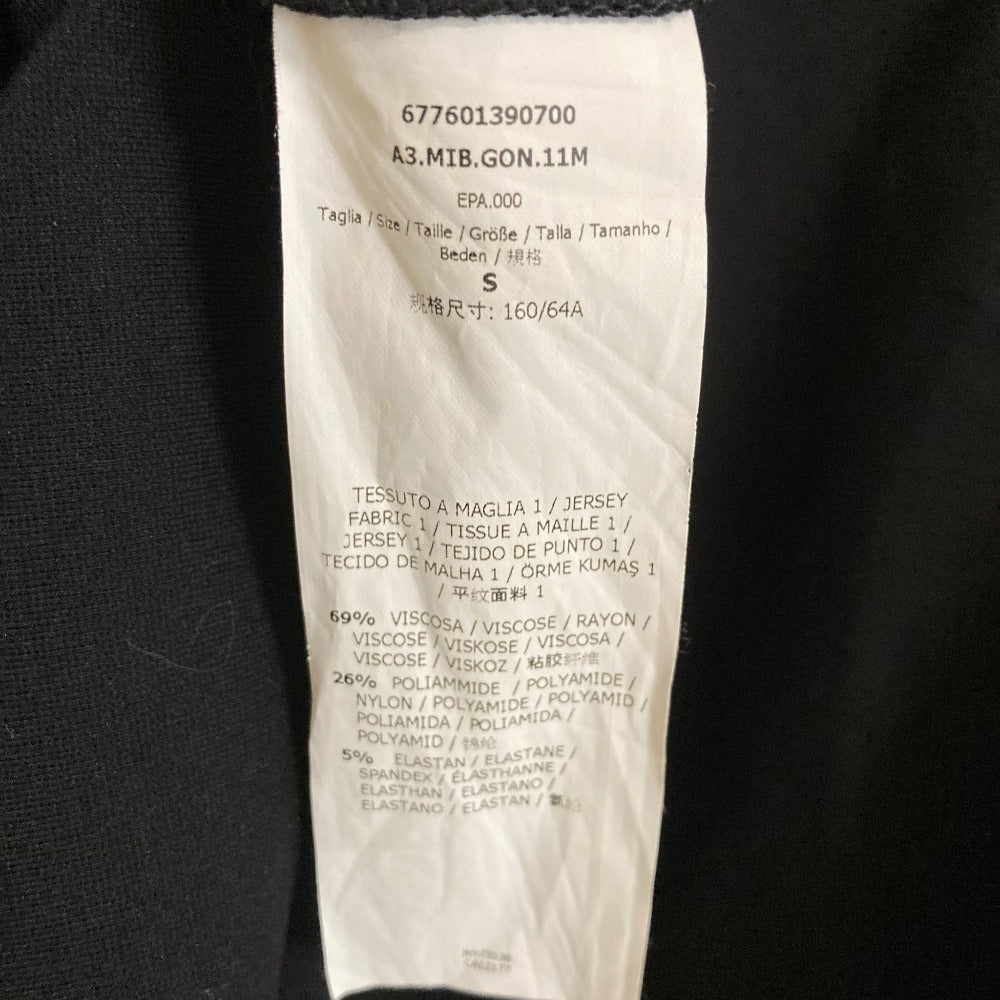 677601390700
A3.MIB.GON.11M
EPA.000
Taglia / Size / Taille / Größe / Talla / Tamanho /
Beden / 規格
S
规格尺寸: 160/64A
TESSUTO A MAGLIA 1 / JERSEY
FABRIC 1 / TISSUE A MAILLE 1 /
JERSEY 1 / TEJIDO DE PUNTO 1 /
TECIDO DE MALHA 1 / ÖRME KUMAŞ 1
/ 平纹面料 1
69% VISCOSA / VISCOSE / RAYON /
VISCOSE / VISKOSE / VISCOSA /
VISCOSE / VISKOZ / 粘胶纤维
26% POLIAMMIDE / POLYAMIDE /
NYLON / POLYAMIDE / POLYAMID /
POLIAMIDA / POLIAMIDA /
POLYAMID / 锦纶
5% ELASTAN / ELASTANE /
SPANDEX / ÉLASTHANNE /
ELASTHAN / ELASTANO /
ELASTANO / ELASTAN / 氨纶